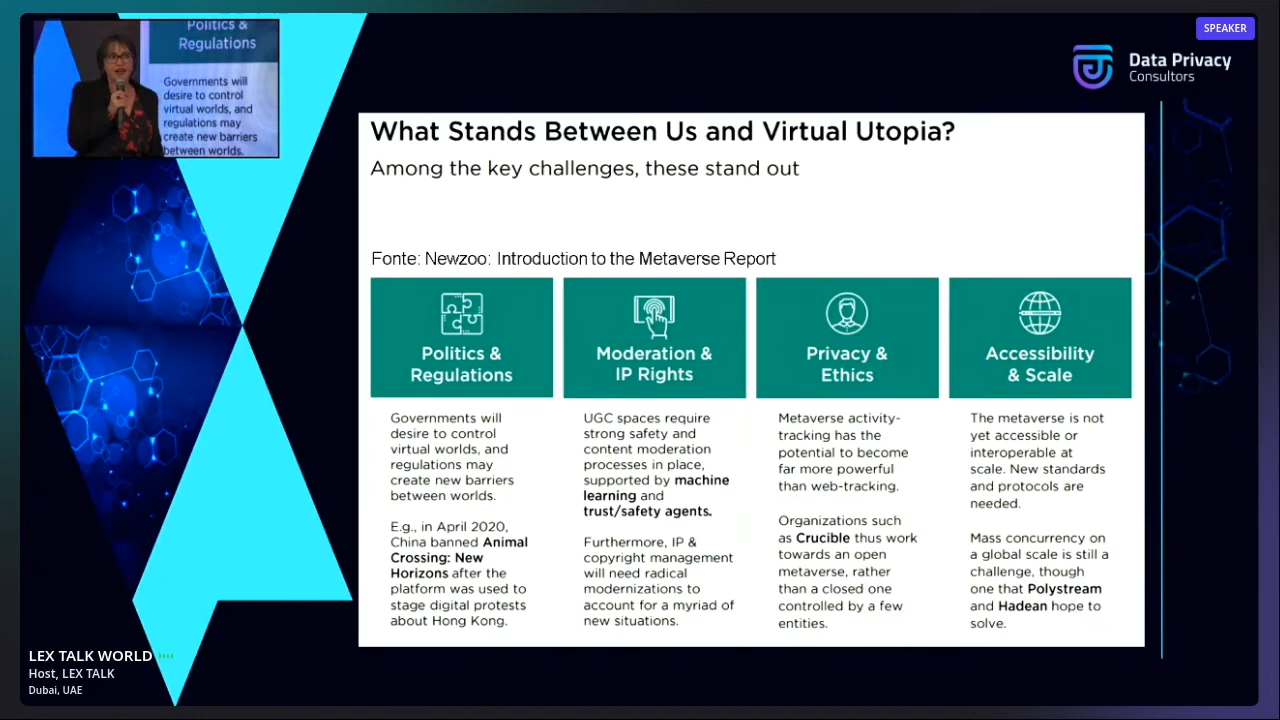 Politics &
Regulations
Governments will
desire to control
virtual worlds, and
regulations may
create new barriers
between worlds.
SPEAKER
Data Privacy
Consultors
What Stands Between Us and Virtual Utopia?
Among the key challenges, these stand out
Fonte: Newzoo: Introduction to the Metaverse Report
Politics &
Regulations
Governments will
desire to control
virtual worlds, and
regulations may
create new barriers
between worlds.
E.g., in April 2020,
China banned Animal
Crossing: New
Horizons after the
platform was used to
stage digital protests
about Hong Kong.
Moderation &
IP Rights
UGC spaces require
strong safety and
content moderation
processes in place,
supported by machine
learning and
trust/safety agents.
Furthermore, IP &
copyright management
will need radical
modernizations to
account for a myriad of
new situations.
Privacy &
Ethics
Metaverse activity-
tracking has the
potential to become
far more powerful
than web-tracking.
Organizations such
as Crucible thus work
towards an open
metaverse, rather
than a closed one
controlled by a few
entities.
Accessibility
& Scale
The metaverse is not
yet accessible or
interoperable at
scale. New standards
and protocols are
needed.
Mass concurrency on
a global scale is still a
challenge, though
one that Polystream
and Hadean hope to
solve.
LEX TALK WORLD
Host, LEX TALK
Dubai, UAE